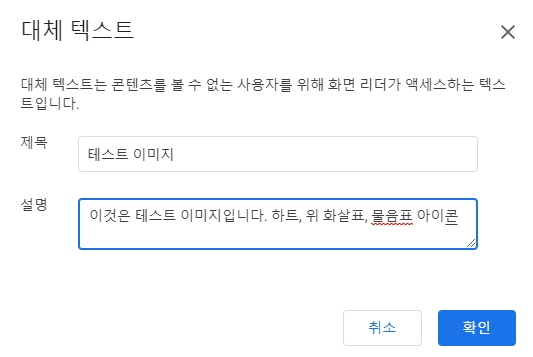 대체 텍스트
대체 텍스트는 콘텐츠를 볼 수 없는 사용자를 위해 화면 리더가 액세스하는 텍스
트입니다.
제목
테스트 이미지
설명
이것은 테스트 이미지입니다. 하트, 위 화살표, 물음표 아이콘
취소
확인